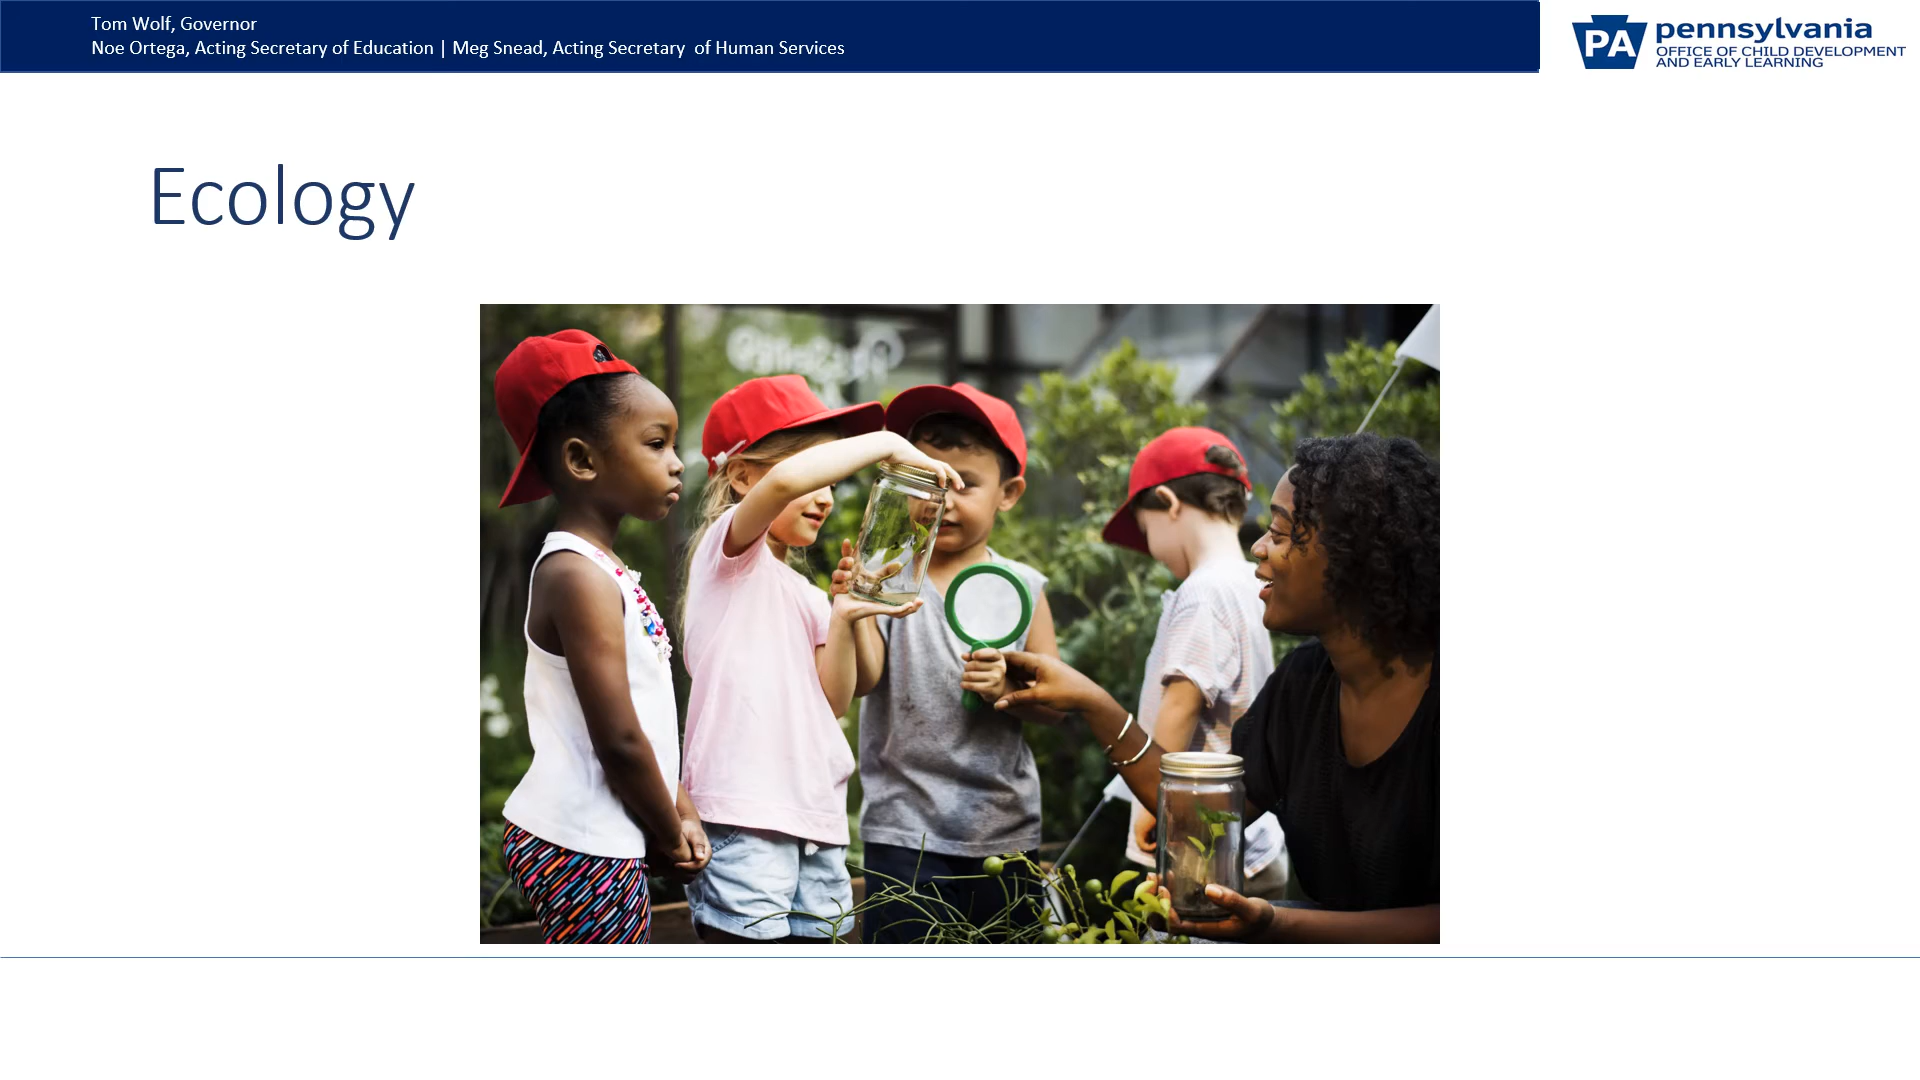 Tom Wolf, Governor
Noe Ortega, Acting Secretary of Education | Meg Snead, Acting Secretary of Human Services
PA pennsylvania
OFFICE OF CHILD DEVELOPMENT
AND EARLY LEARNING
Ecology